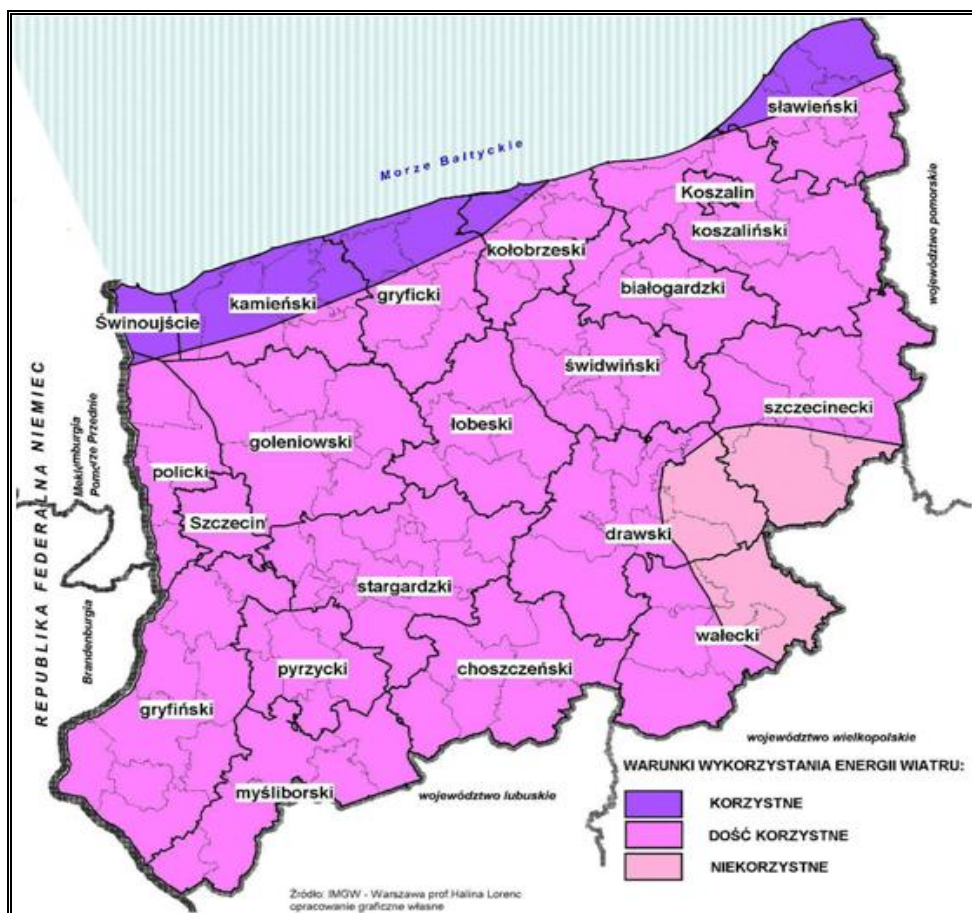 Morze Bałtyckie
sławieński
Koszalin
koszaliński
kołobrzeski
białogardzki
kamieński
gryficki
Świnoujście
świdwiński
szczecinecki
łobeski
goleniowski
policki
Szczecin
drawski
stargardzki
wałecki
pyrzycki
choszczeński
gryfiński
myśliborski
REPUBLIKA FEDERALNA NIEMIEC
Meklemburgia
Pomorze Przednie
Brandenburgia
województwo pomorskie
województwo wielkopolskie
województwo lubuskie
WARUNKI WYKORZYSTANIA ENERGII WIATRU:
KORZYSTNE
DOŚĆ KORZYSTNE
NIEKORZYSTNE
Źródło: IMGW - Warszawa prof.Halina Lorenc
opracowanie graficzne własne